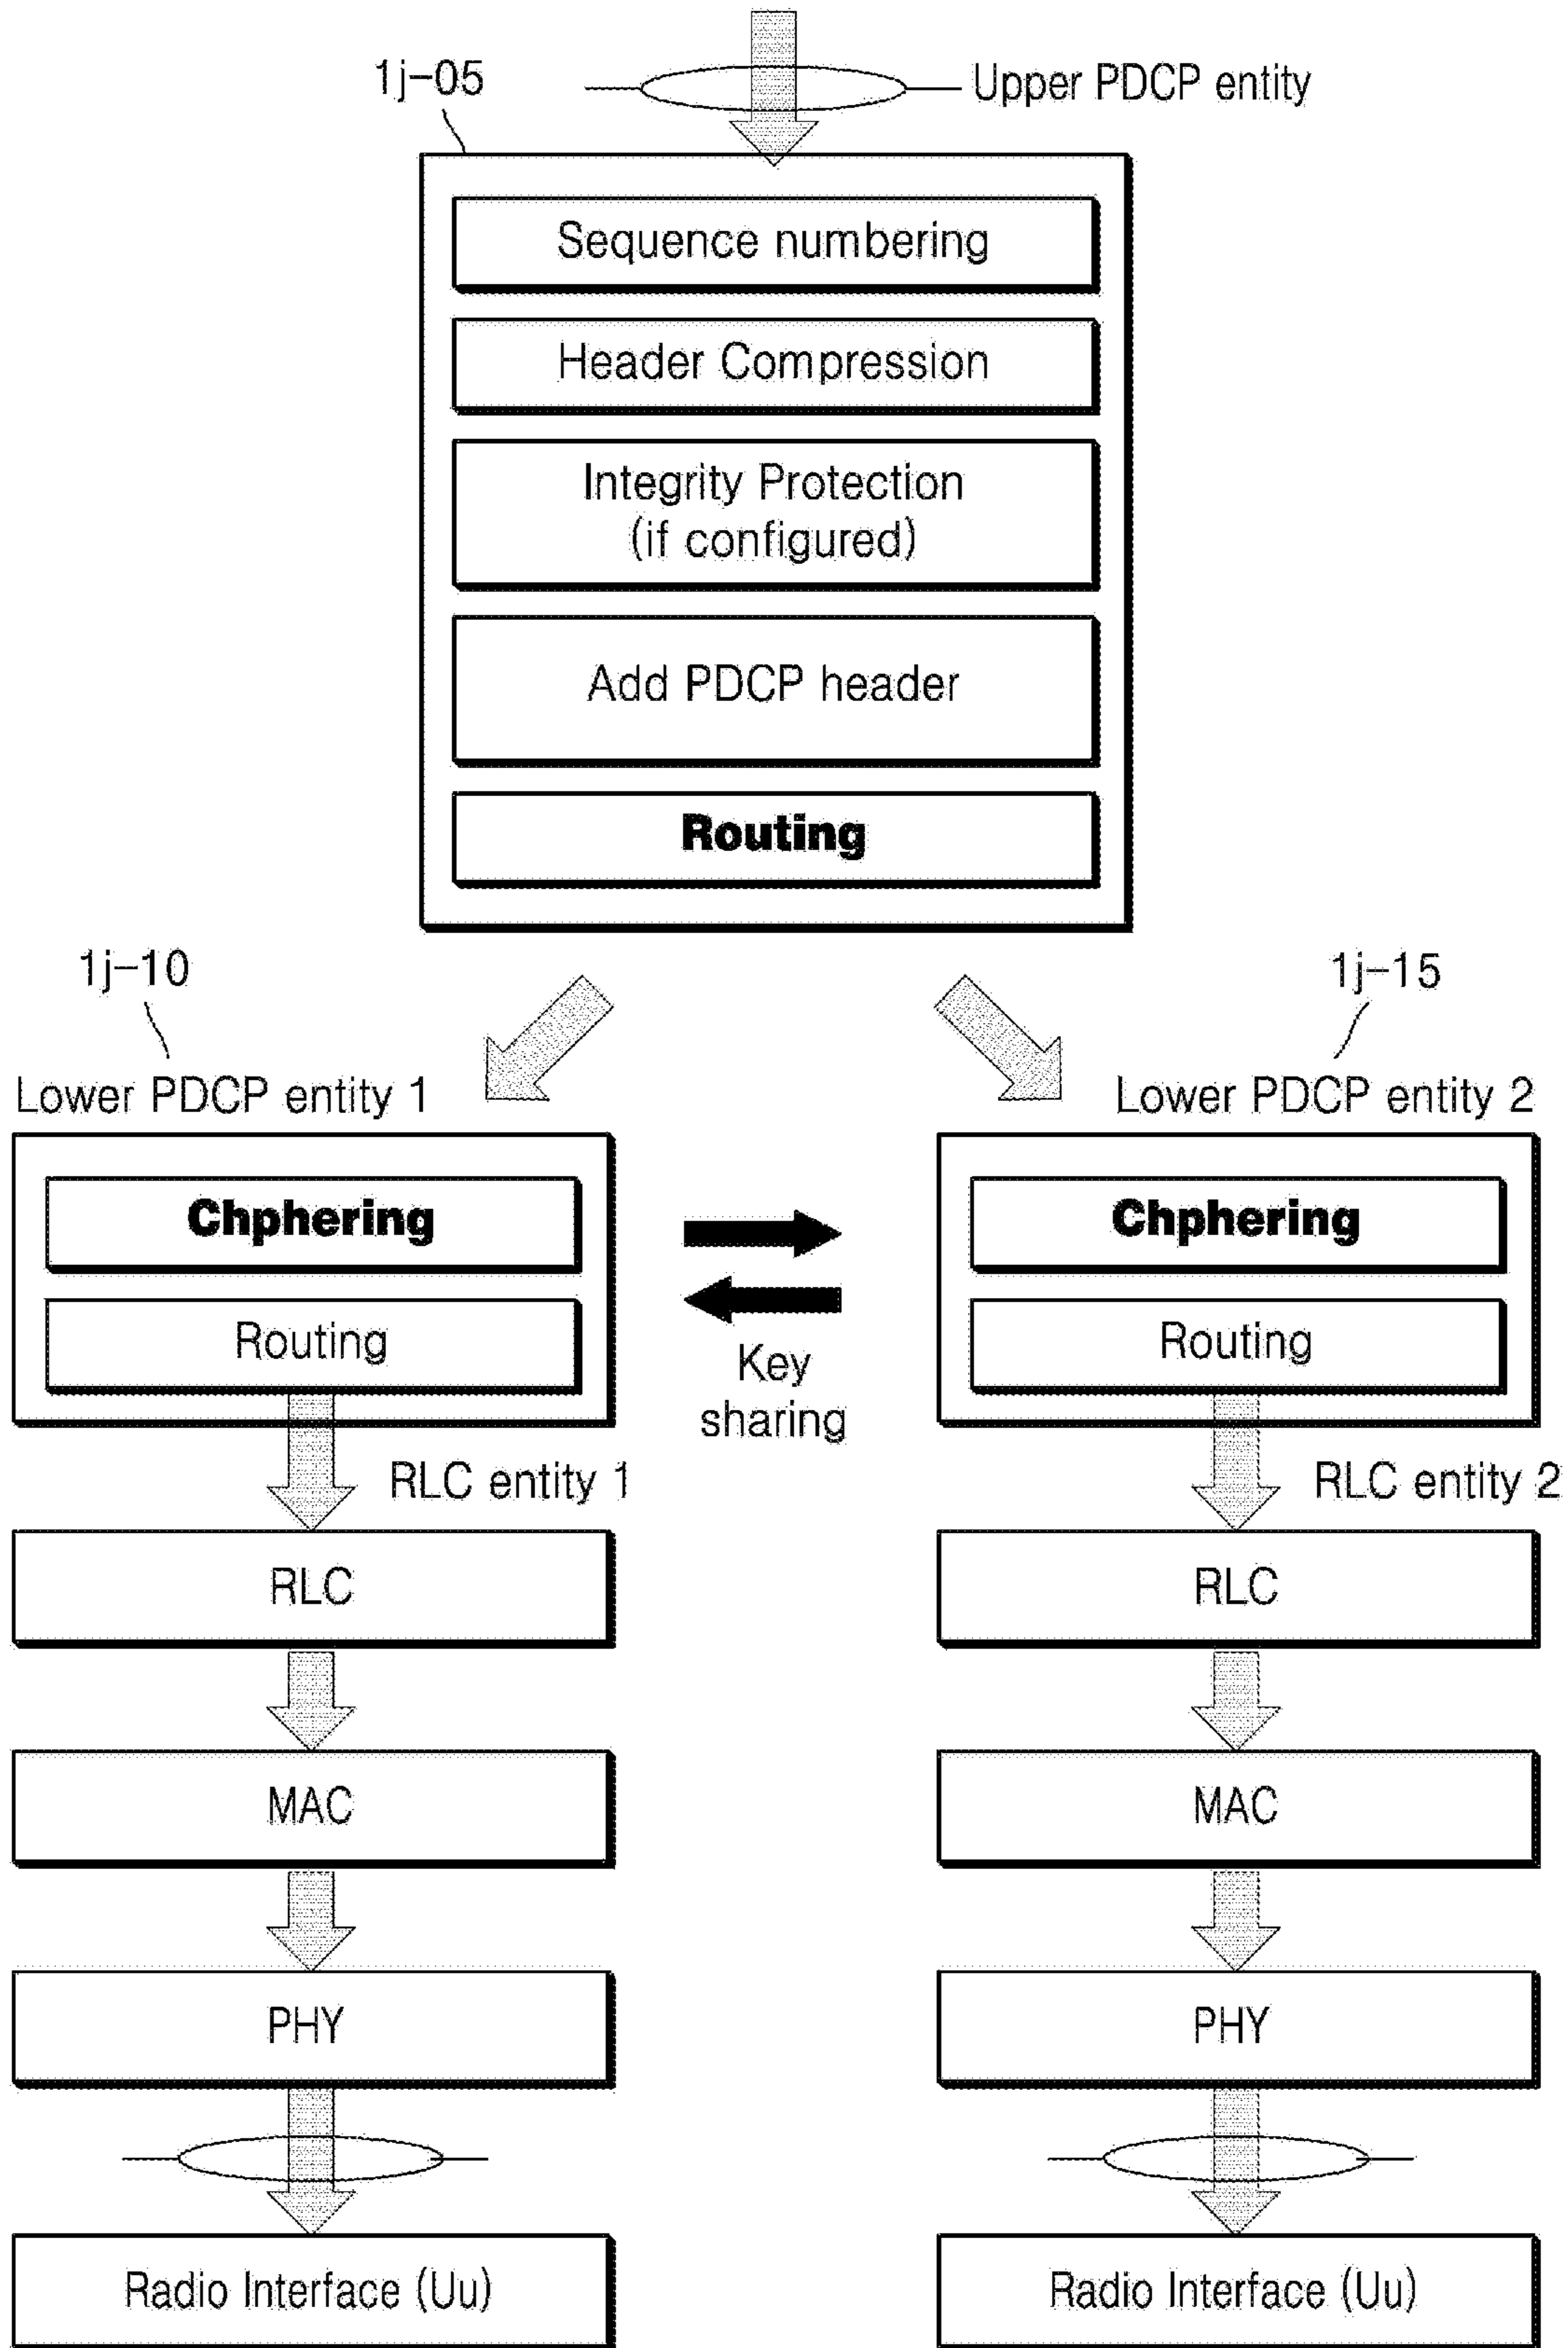 1j-05
Upper PDCP entity
Sequence numbering
Header Compression
Integrity Protection
(if configured)
Add PDCP header
Routing
1j-10
1j-15
Lower PDCP entity 1
Lower PDCP entity 2
Chphering
Chphering
Routing
Routing
Key
sharing
RLC entity 1
RLC entity 2
RLC
RLC
MAC
MAC
PHY
PHY
Radio Interface (Uu)
Radio Interface (Uu)